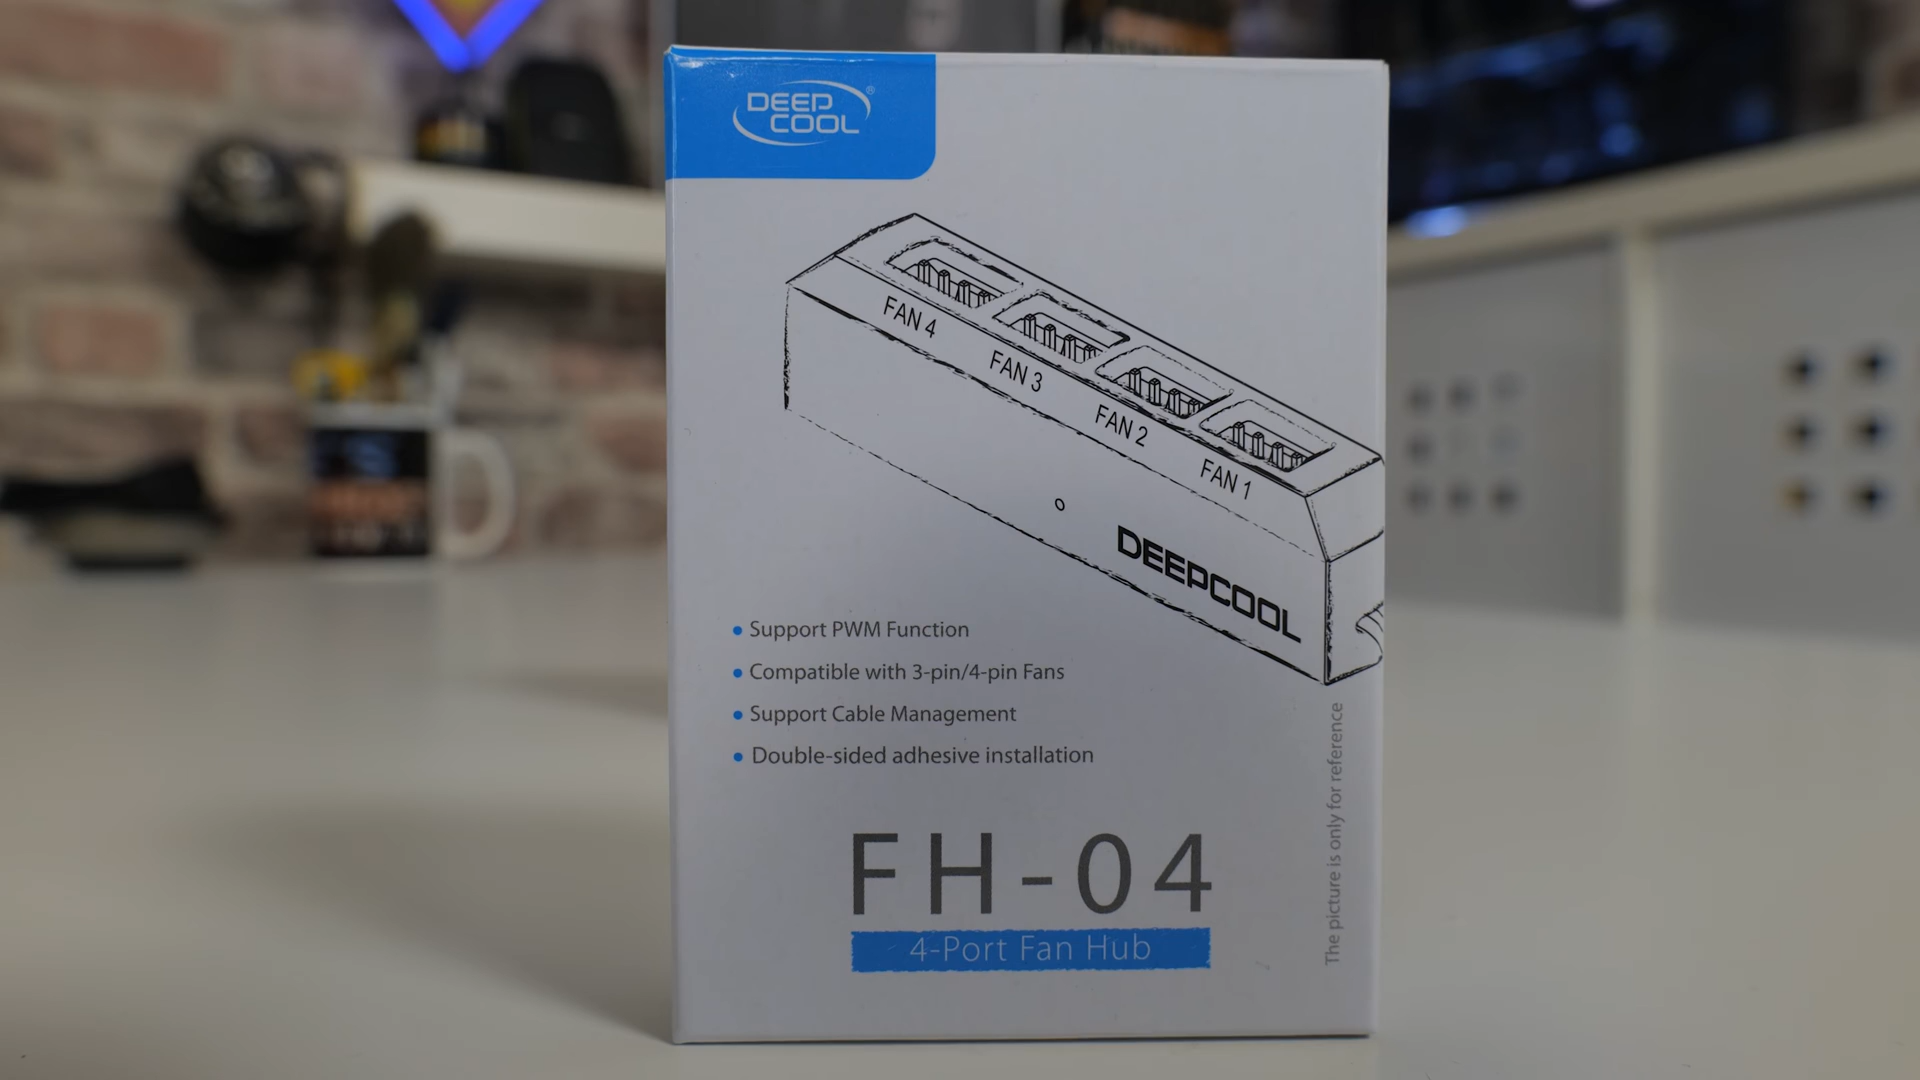 DEEP
COOL®
FAN 4
FAN 3
FAN 2
FAN 1
DEEPCOOL
• Support PWM Function
• Compatible with 3-pin/4-pin Fans
• Support Cable Management
• Double-sided adhesive installation
The picture is only for reference
FH-04
4-Port Fan Hub